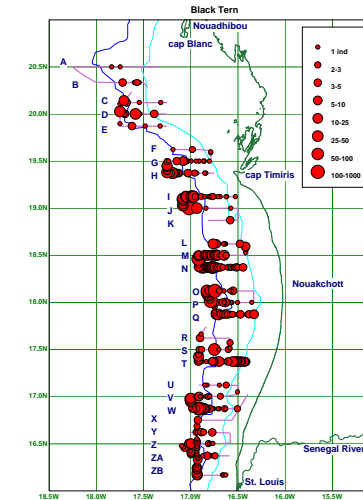 Black Tern
Nouadhibou
cap Blanc
1 ind
2-3
3-5
5-10
10-25
25-50
50-100
100-1000
20.5N
20.0N
19.5N
19.0N
18.5N
18.0N
17.5N
17.0N
16.5N
A
B
C
D
E
F
G
H
cap Timiris
I
J
K
L
M
N
Nouakchott
O
P
Q
R
S
T
U
V
W
X
Y
Z
ZA
ZB
Senegal River
St. Louis
18.5W
18.0W
17.5W
17.0W
16.5W
16.0W
15.5W